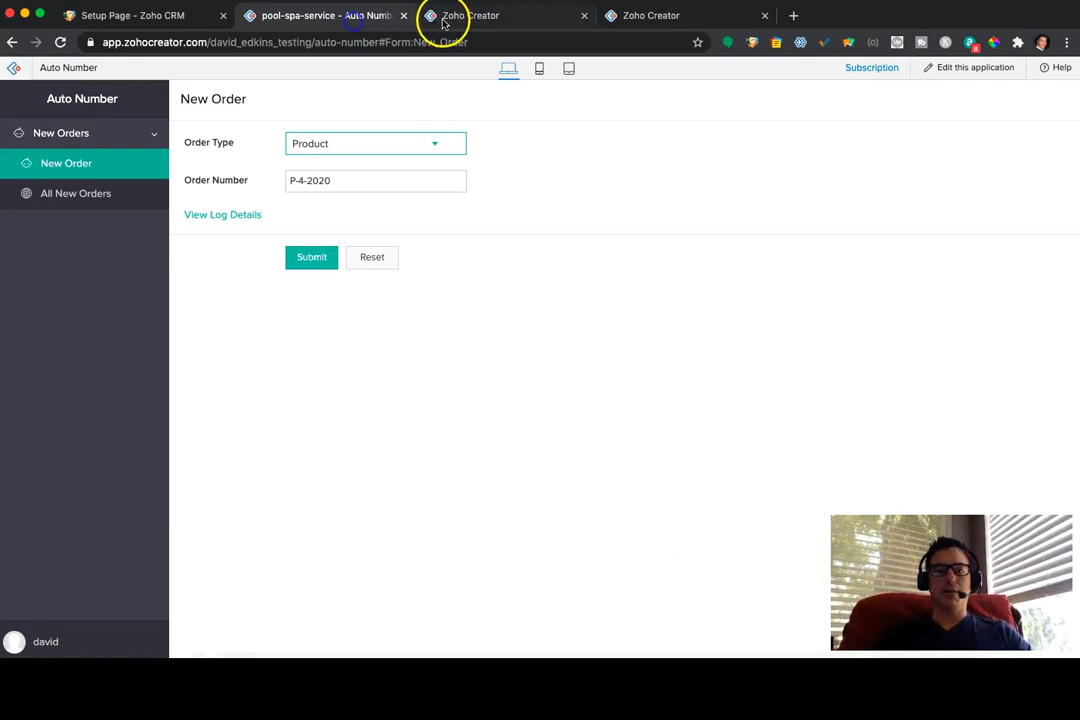 Setup Page - Zoho CRM
pool-spa-service - Auto Numb
Zoho Creator
Zoho Creator
app.zohocreator.com/david_edkins_testing/auto-number#Form:New_Order
8
Auto Number
Subscription
Edit this application
Help
Auto Number
New Order
New Orders
Order Type
Product
New Order
Order Number
P-4-2020
All New Orders
View Log Details
Submit
Reset
david